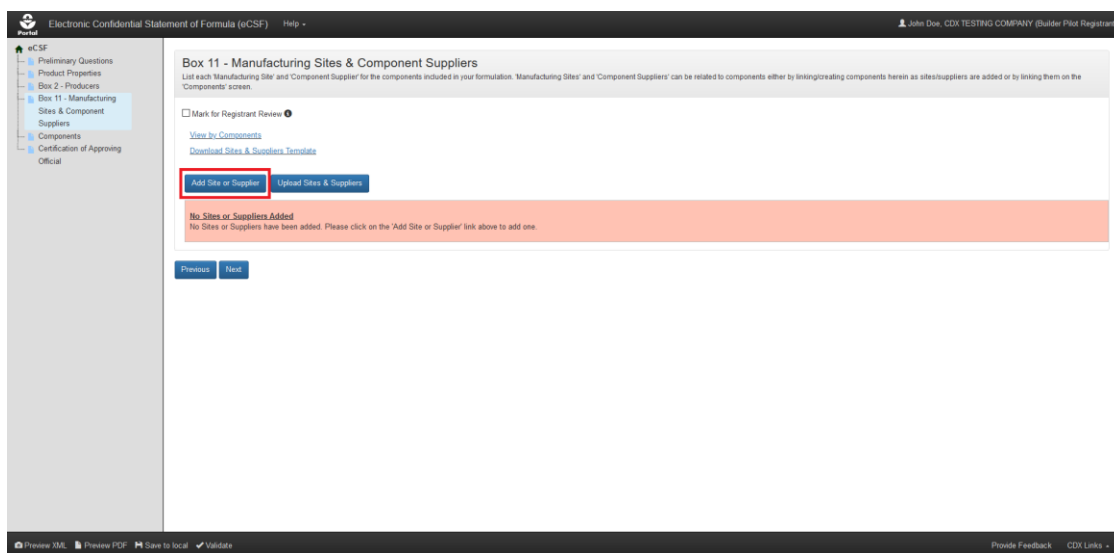 Portal
Electronic Confidential Statement of Formula (eCSF)
Help
John Doe, CDX TESTING COMPANY (Builder Pilot Registrant
eCSF
Preliminary Questions
Product Properties
Box 2 - Producers
Box 11 - Manufacturing
Sites & Component
Suppliers
Components
Certification of Approving
Official
Box 11 - Manufacturing Sites & Component Suppliers
List each 'Manufacturing Site' and 'Component Supplier' for the components included in your formulation. 'Manufacturing Sites' and 'Component Suppliers' can be related to components either by linking/creating components herein as sites/suppliers are added or by linking them on the
'Components' screen.
Mark for Registrant Review
View by Components
Download Sites & Suppliers Template
Add Site or Supplier
Upload Sites & Suppliers
No Sites or Suppliers Added
No Sites or Suppliers have been added. Please click on the 'Add Site or Supplier' link above to add one.
Previous
Next
Preview XML
Preview PDF
Save to local
Validate
Provide Feedback
CDX Links